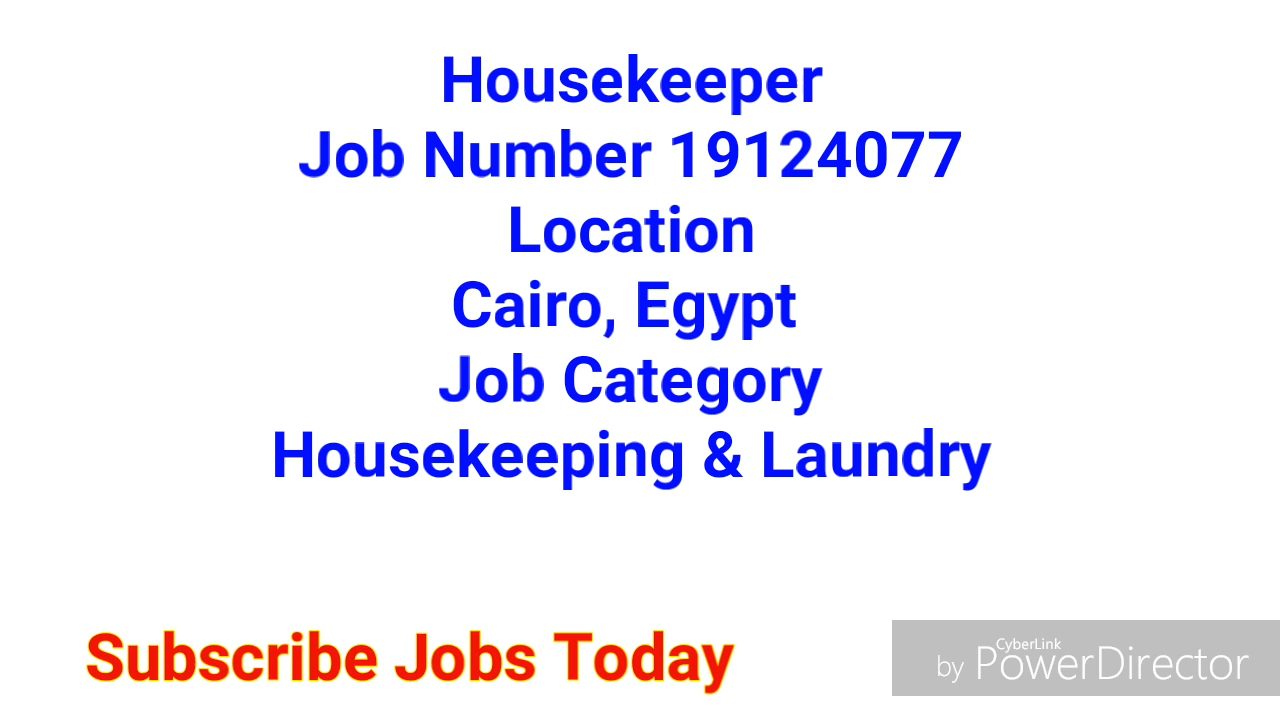 Housekeeper
Job Number 19124077
Location
Cairo, Egypt
Job Category
Housekeeping & Laundry
Subscribe Jobs Today
CyberLink
by PowerDirector